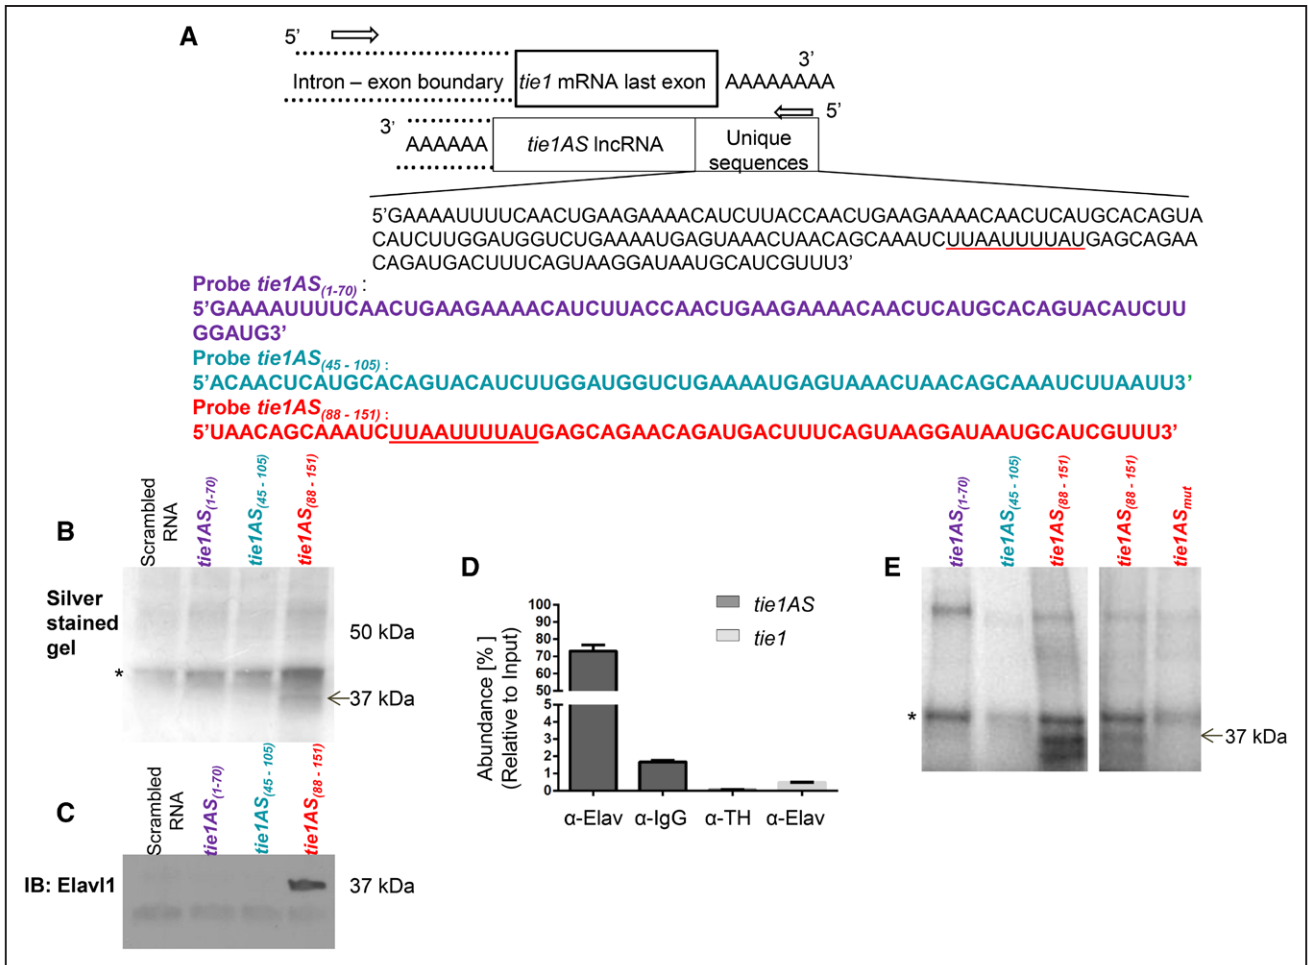 A
5'
3'
Intron – exon boundary
tie1 mRNA last exon
AAAAAAAA
5'
3'
AAAAAA
tie1AS lncRNA
Unique
sequences
5'GAAAAUUUUCAACUGAAGAAAACAUCUUACCAACUGAAGAAAACAACUCAUGCACAGUA
CAUCUUGGAUGGUCUGAAAAUGAGUAAACUAACAGCAAAUCUUAAUUUUAUGAGCAGAA
CAGAUGACUUUCAGUAAGGAUAAUGCAUCGUUU3'
Probe tie1AS(1-70) :
5'GAAAAUUUUCAACUGAAGAAAACAUCUUACCAACUGAAGAAAACAACUCAUGCACAGUACAUCUU
GGAUG3'
Probe tie1AS(45 - 105) :
5'ACAACUCAUGCACAGUACAUCUUGGAUGGUCUGAAAAUGAGUAAACUAACAGCAAAUCUUAAUU3'
Probe tie1AS(88 - 151) :
5'UAACAGCAAAUCUUAAUUUUAUGAGCAGAACAGAUGACUUUCAGUAAGGAUAAUGCAUCGUUU3'
B
Scrambled
RNA
tie1AS(1-70)
tie1AS(45 - 105)
tie1AS(88 - 151)
Silver
stained
gel
50 kDa
*
37 kDa
C
Scrambled
RNA
tie1AS(1-70)
tie1AS(45 - 105)
tie1AS(88 - 151)
IB: Elavl1
37 kDa
D
Abundance [% ]
(Relative to Input)
100
90
80
70
60
50
5
4
3
2
1
0
tie1AS
tie1
α-Elav
α-IgG
α-TH
α-Elav
E
tie1AS(1-70)
tie1AS(45 - 105)
tie1AS(88 - 151)
tie1AS(88 - 151)
tie1ASmut
*
37 kDa